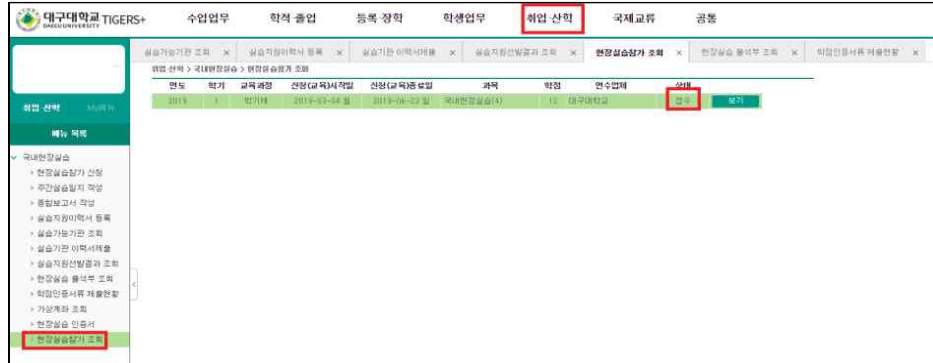 대구대학교 TIGERS+
DAEGU UNIVERSITY
수업업무 학적·졸업 등록·장학 학생업무 취업·산학 국제교류 공통
실습가능기관 조회 × 실습지원이력서 등록 × 실습기관 이력서제출 × 실습지원선발결과 조회 × 현장실습참가 조회 × 현장실습 출석부 조회 × 학점인증서류 제출현황 ×
취업·산학 > 국내현장실습 > 현장실습참가 조회
년도 학기 교육과정 신청(교육)시작일 신청(교육)종료일 과목 학점 연수업체 상태
2019 1 학기제 2019-03-04 월 국내현장실습(4) 12 대구대학교 접수 보기
취업·산학
메뉴 목록
국내현장실습
현장실습참가 신청
주간실습일지 작성
종합보고서 작성
실습지원이력서 등록
실습가능기관 조회
실습기관 이력서제출
실습지원선발결과 조회
현장실습 출석부 조회
학점인증서류 제출현황
가상계좌 조회
현장실습 인증서
현장실습참가 조회